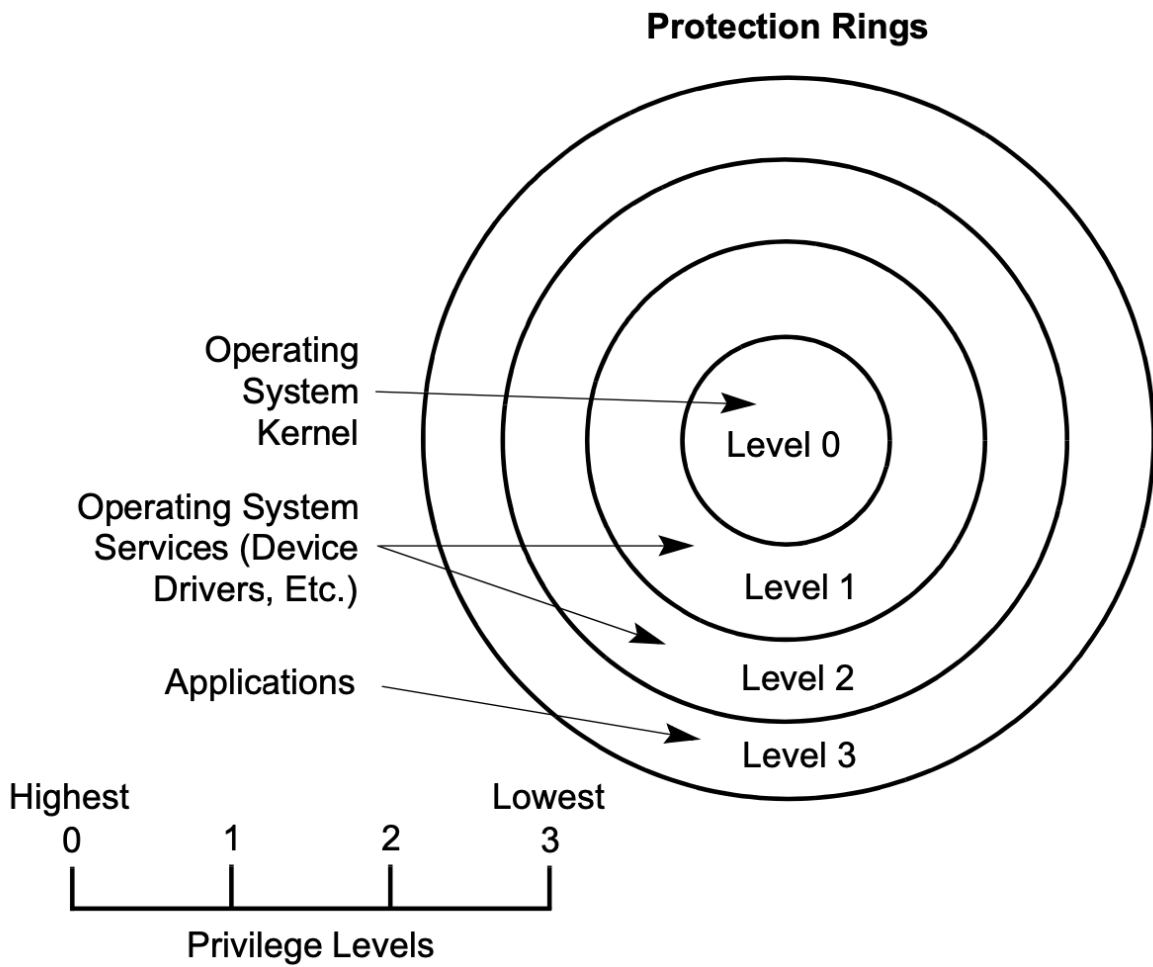 Protection Rings
Operating
System
Kernel
Level 0
Operating System
Services (Device
Drivers, Etc.)
Level 1
Level 2
Applications
Level 3
Highest
Lowest
0
1
2
3
Privilege Levels